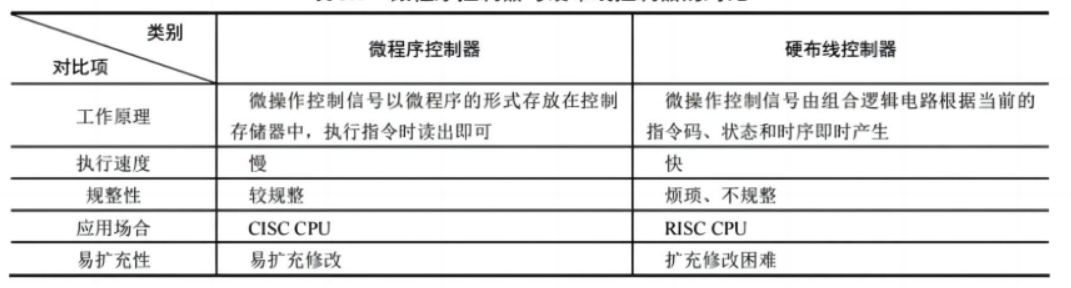 类别
对比项
微程序控制器
硬布线控制器
工作原理
微操作控制信号以微程序的形式存放在控制
存储器中，执行指令时读出即可
微操作控制信号由组合逻辑电路根据当前的
指令码、状态和时序即时产生
执行速度
慢
快
规整性
较规整
烦琐、不规整
应用场合
CISC CPU
RISC CPU
易扩充性
易扩充修改
扩充修改困难